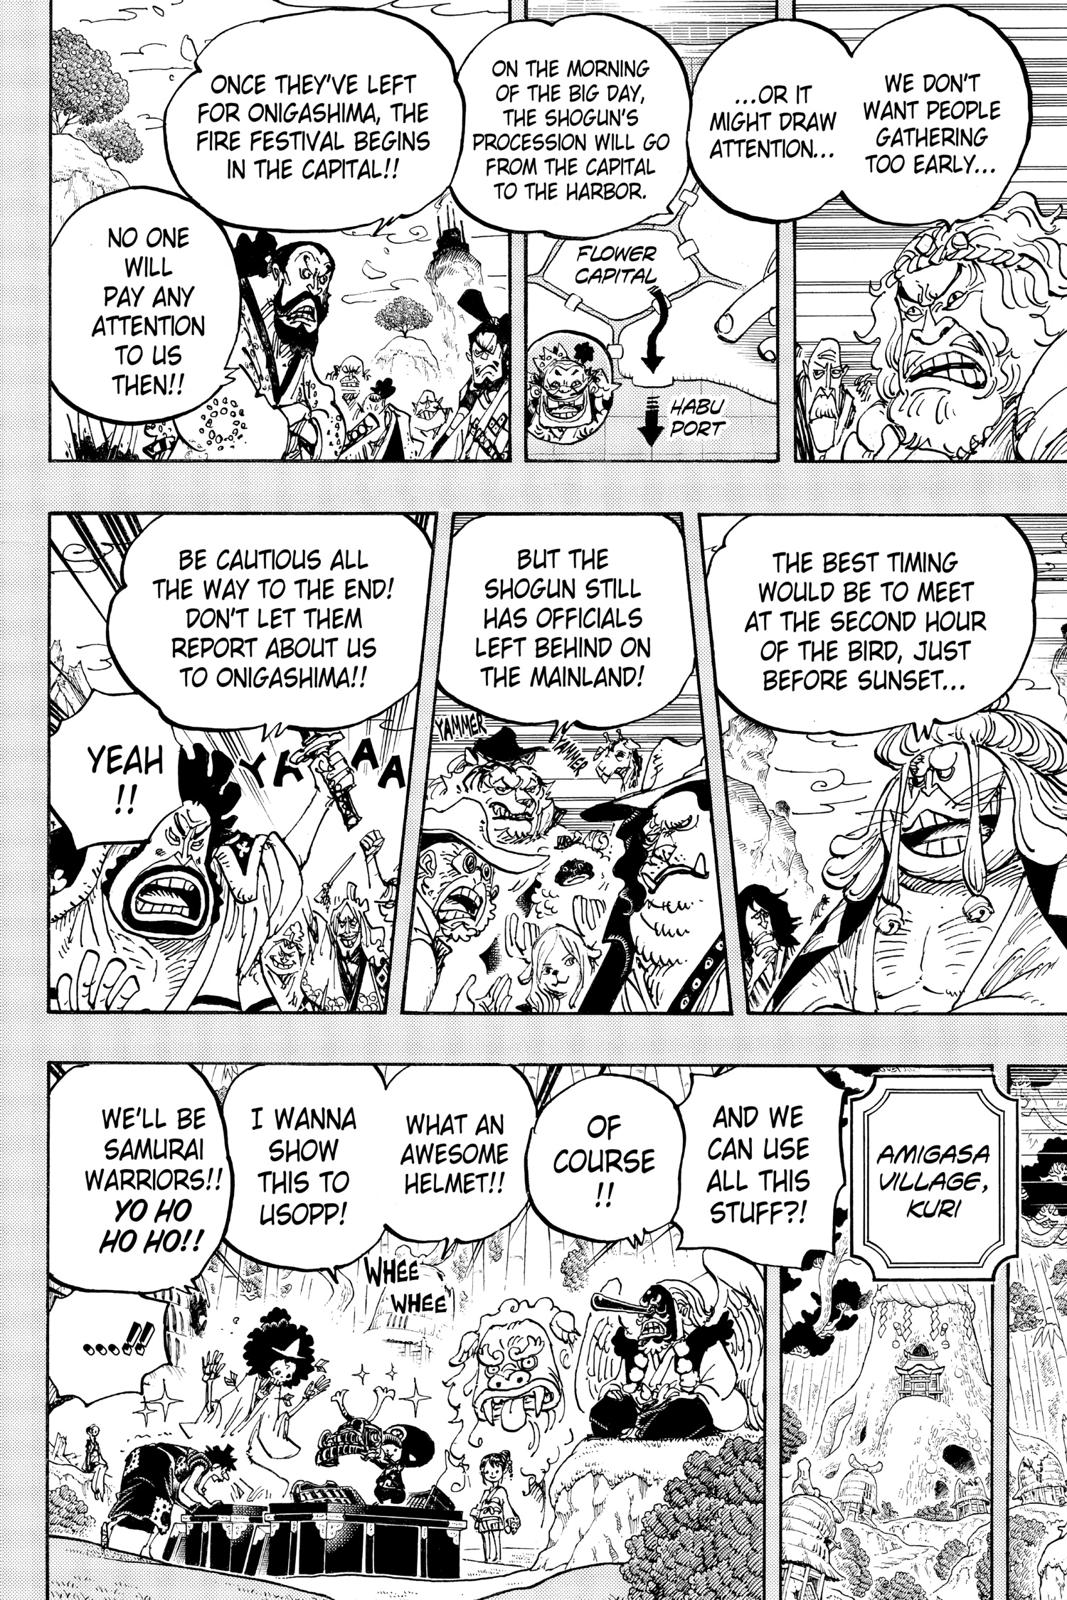 WE DON'T
WANT PEOPLE
GATHERING
TOO EARLY...
...OR IT
MIGHT DRAW
ATTENTION...
ON THE MORNING
OF THE BIG DAY,
THE SHOGUN'S
PROCESSION WILL GO
FROM THE CAPITAL
TO THE HARBOR.
FLOWER
CAPITAL
HABU
PORT
ONCE THEY'VE LEFT
FOR ONIGASHIMA, THE
FIRE FESTIVAL BEGINS
IN THE CAPITAL!!
NO ONE
WILL
PAY ANY
ATTENTION
TO US
THEN!!
THE BEST TIMING
WOULD BE TO MEET
AT THE SECOND HOUR
OF THE BIRD, JUST
BEFORE SUNSET...
BUT THE
SHOGUN STILL
HAS OFFICIALS
LEFT BEHIND ON
THE MAINLAND!
YAMMER
YAMMER
BE CAUTIOUS ALL
THE WAY TO THE END!
DON'T LET THEM
REPORT ABOUT US
TO ONIGASHIMA!!
YEAH
!!
YAAAA
AMIGASA
VILLAGE,
KURI
AND WE
CAN USE
ALL THIS
STUFF?!
OF
COURSE
!!
WHAT AN
AWESOME
HELMET!!
I WANNA
SHOW
THIS TO
USOPP!
WE'LL BE
SAMURAI
WARRIORS!!
YO HO
HO HO!!
WHEE
WHEE
....!!